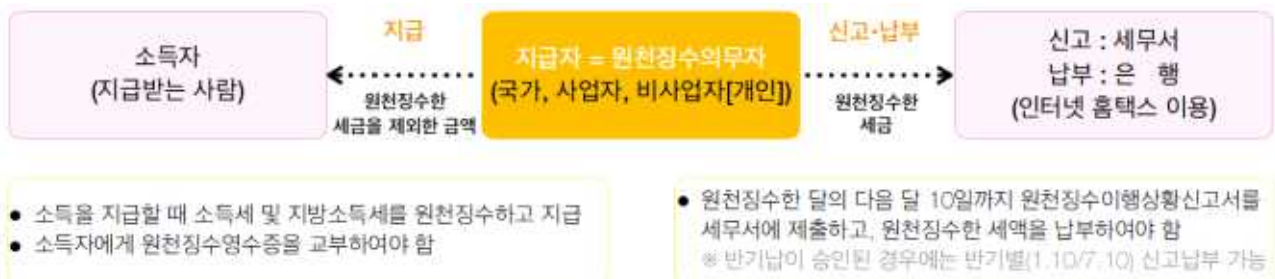 소득자
(지급받는 사람)
지급
원천징수한
세금을 제외한 금액
지급자 = 원천징수의무자
(국가, 사업자, 비사업자[개인])
신고·납부
원천징수한
세금
신고 : 세무서
납부 : 은 행
(인터넷 홈택스 이용)
● 소득을 지급할 때 소득세 및 지방소득세를 원천징수하고 지급
● 소득자에게 원천징수영수증을 교부하여야 함
● 원천징수한 달의 다음 달 10일까지 원천징수이행상황신고서를
세무서에 제출하고, 원천징수한 세액을 납부하여야 함
※ 반기납이 승인된 경우에는 반기별(1.10/7.10) 신고납부 가능